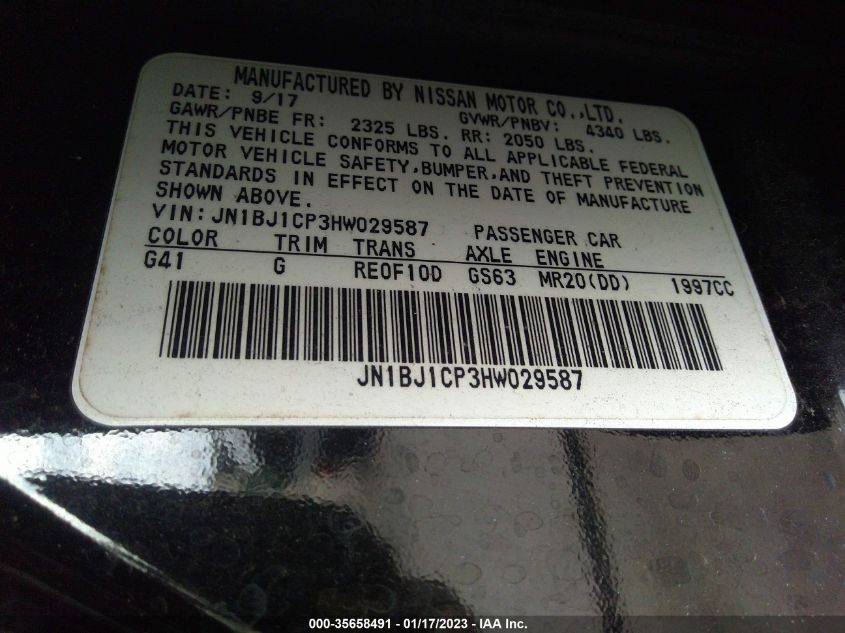 MANUFACTURED BY NISSAN MOTOR CO.,LTD.
DATE: 9/17 GVWR/PNBV: 4340 LBS.
GAWR/PNBE FR: 2325 LBS. RR: 2050 LBS.
THIS VEHICLE CONFORMS TO ALL APPLICABLE FEDERAL
MOTOR VEHICLE SAFETY,BUMPER,AND THEFT PREVENTION
STANDARDS IN EFFECT ON THE DATE OF MANUFACTURE
SHOWN ABOVE.
VIN:JN1BJ1CP3HW029587 PASSENGER CAR
COLOR TRIM TRANS AXLE ENGINE
G41 G RE0F10D GS63 MR20(DD) 1997CC
JN1BJ1CP3HW029587
000-35658491 - 01/17/2023 - IAA Inc.